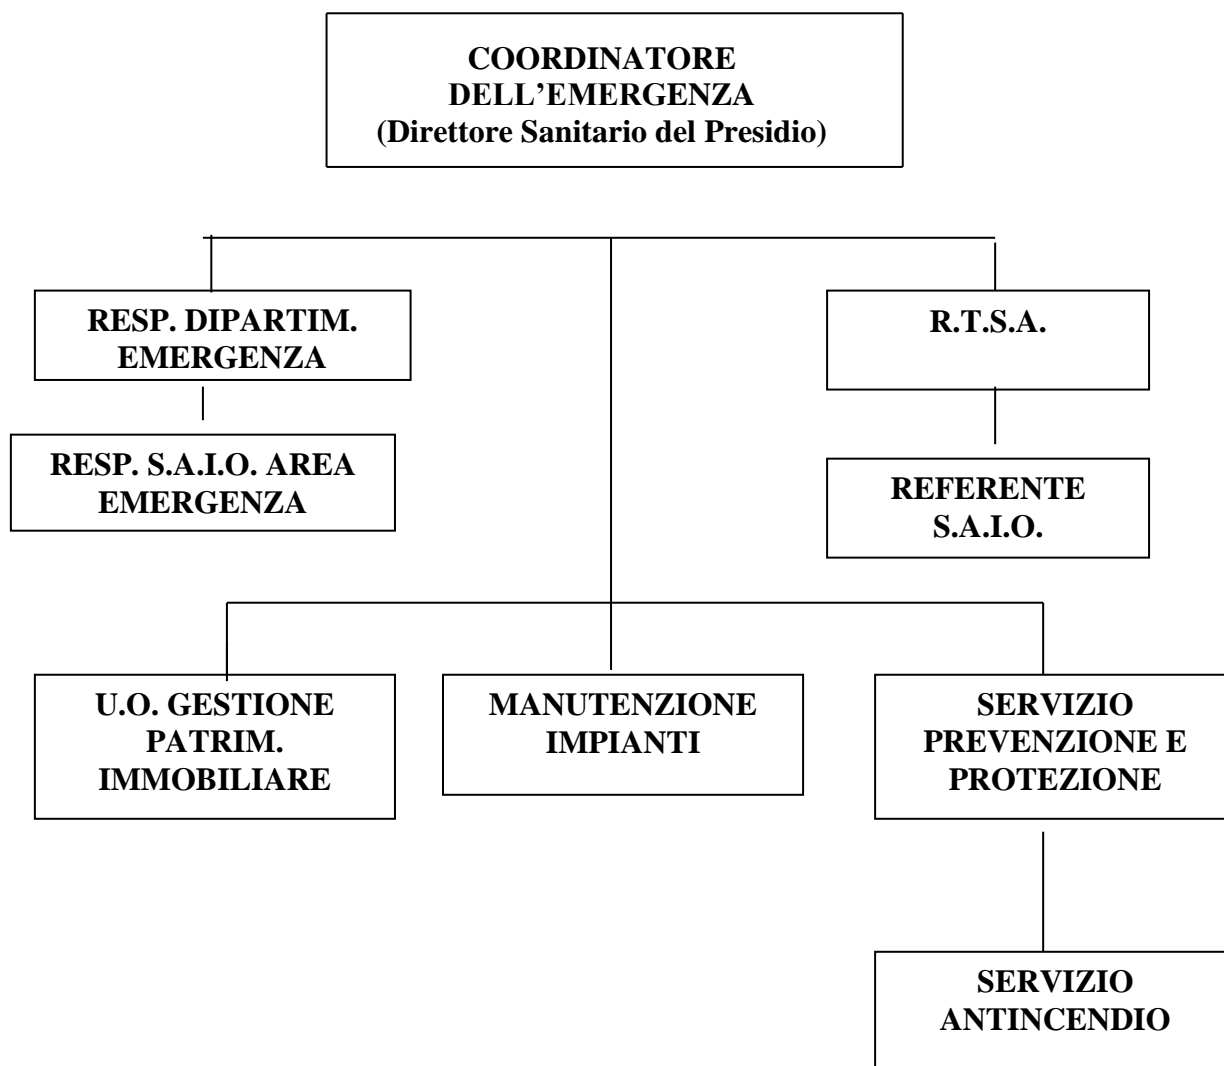 COORDINATORE
DELL’EMERGENZA
(Direttore Sanitario del Presidio)
RESP. DIPARTIM.
EMERGENZA
R.T.S.A.
RESP. S.A.I.O. AREA
EMERGENZA
REFERENTE
S.A.I.O.
U.O. GESTIONE
PATRIM.
IMMOBILIARE
MANUTENZIONE
IMPIANTI
SERVIZIO
PREVENZIONE E
PROTEZIONE
SERVIZIO
ANTINCENDIO